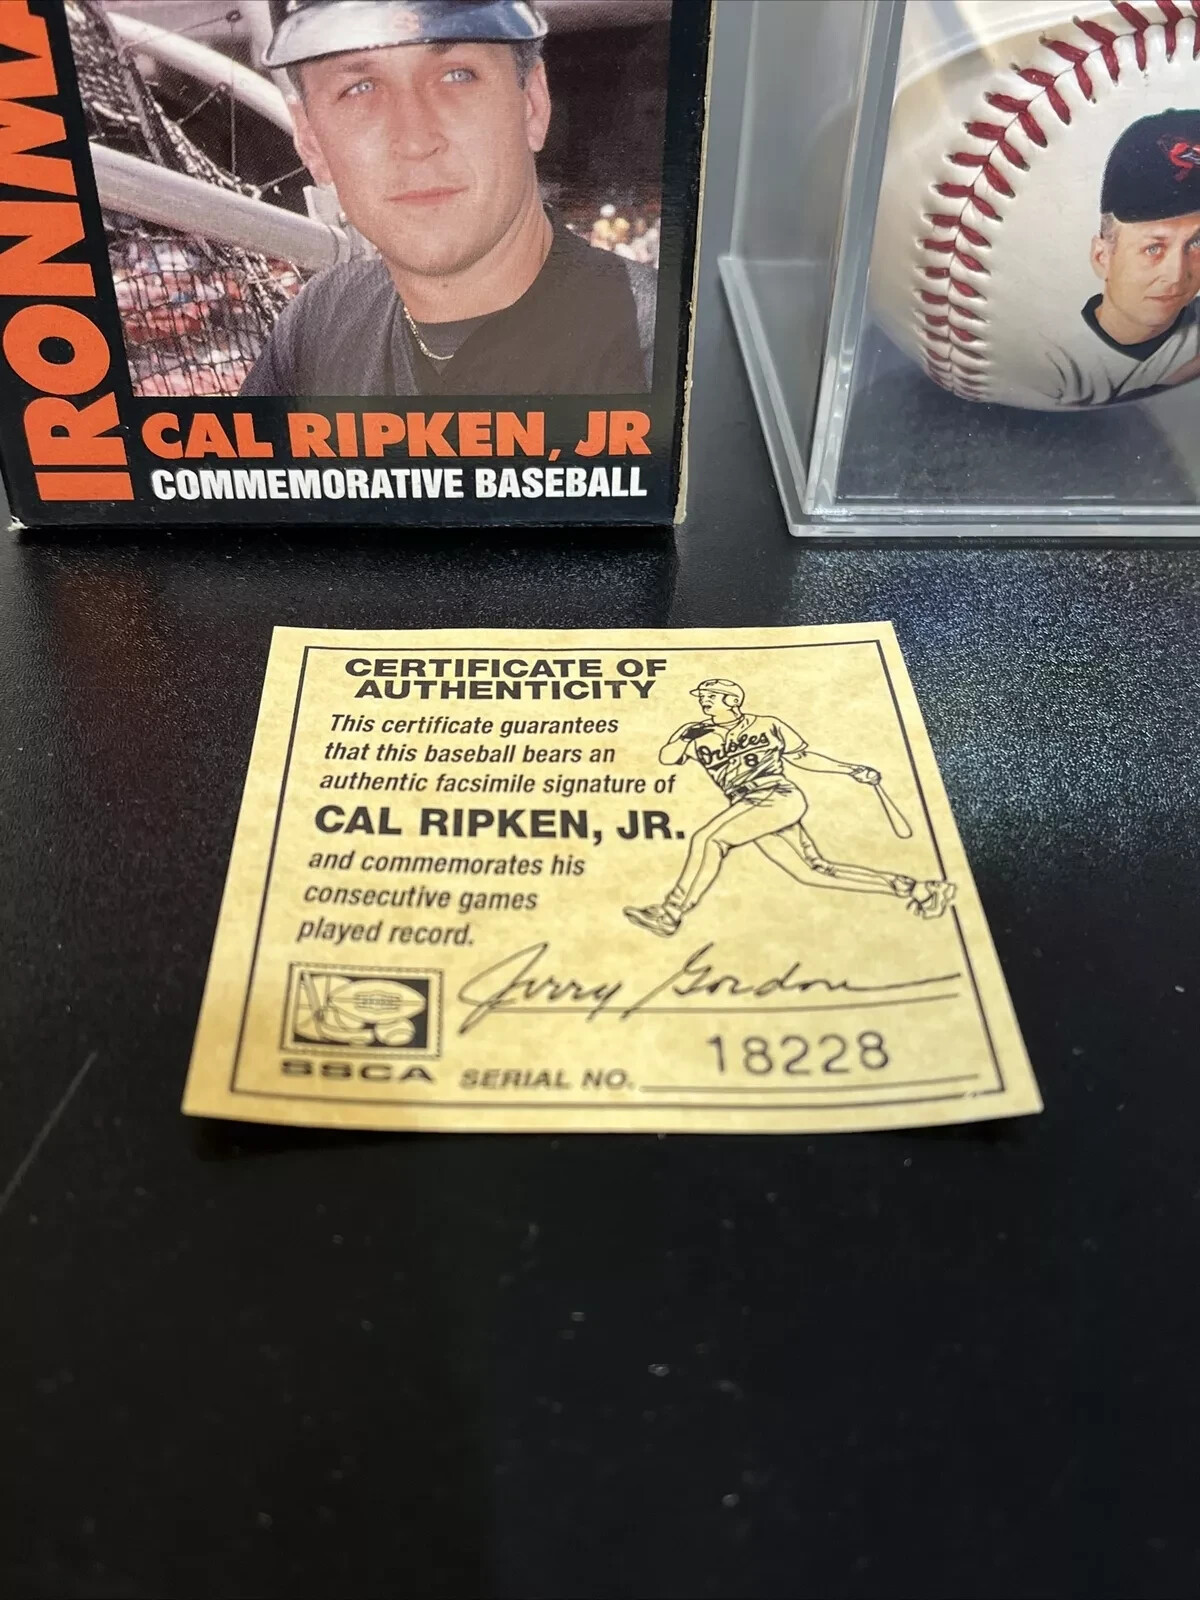 IRONMA
CAL RIPKEN, JR
COMMEMORATIVE BASEBALL
CERTIFICATE OF
AUTHENTICITY
This certificate guarantees
that this baseball bears an
authentic facsimile signature of
CAL RIPKEN, JR.
and commemorates his
consecutive games
played record.
Orioles
8
Jerry Gordon
SSCA SERIAL NO. 18228